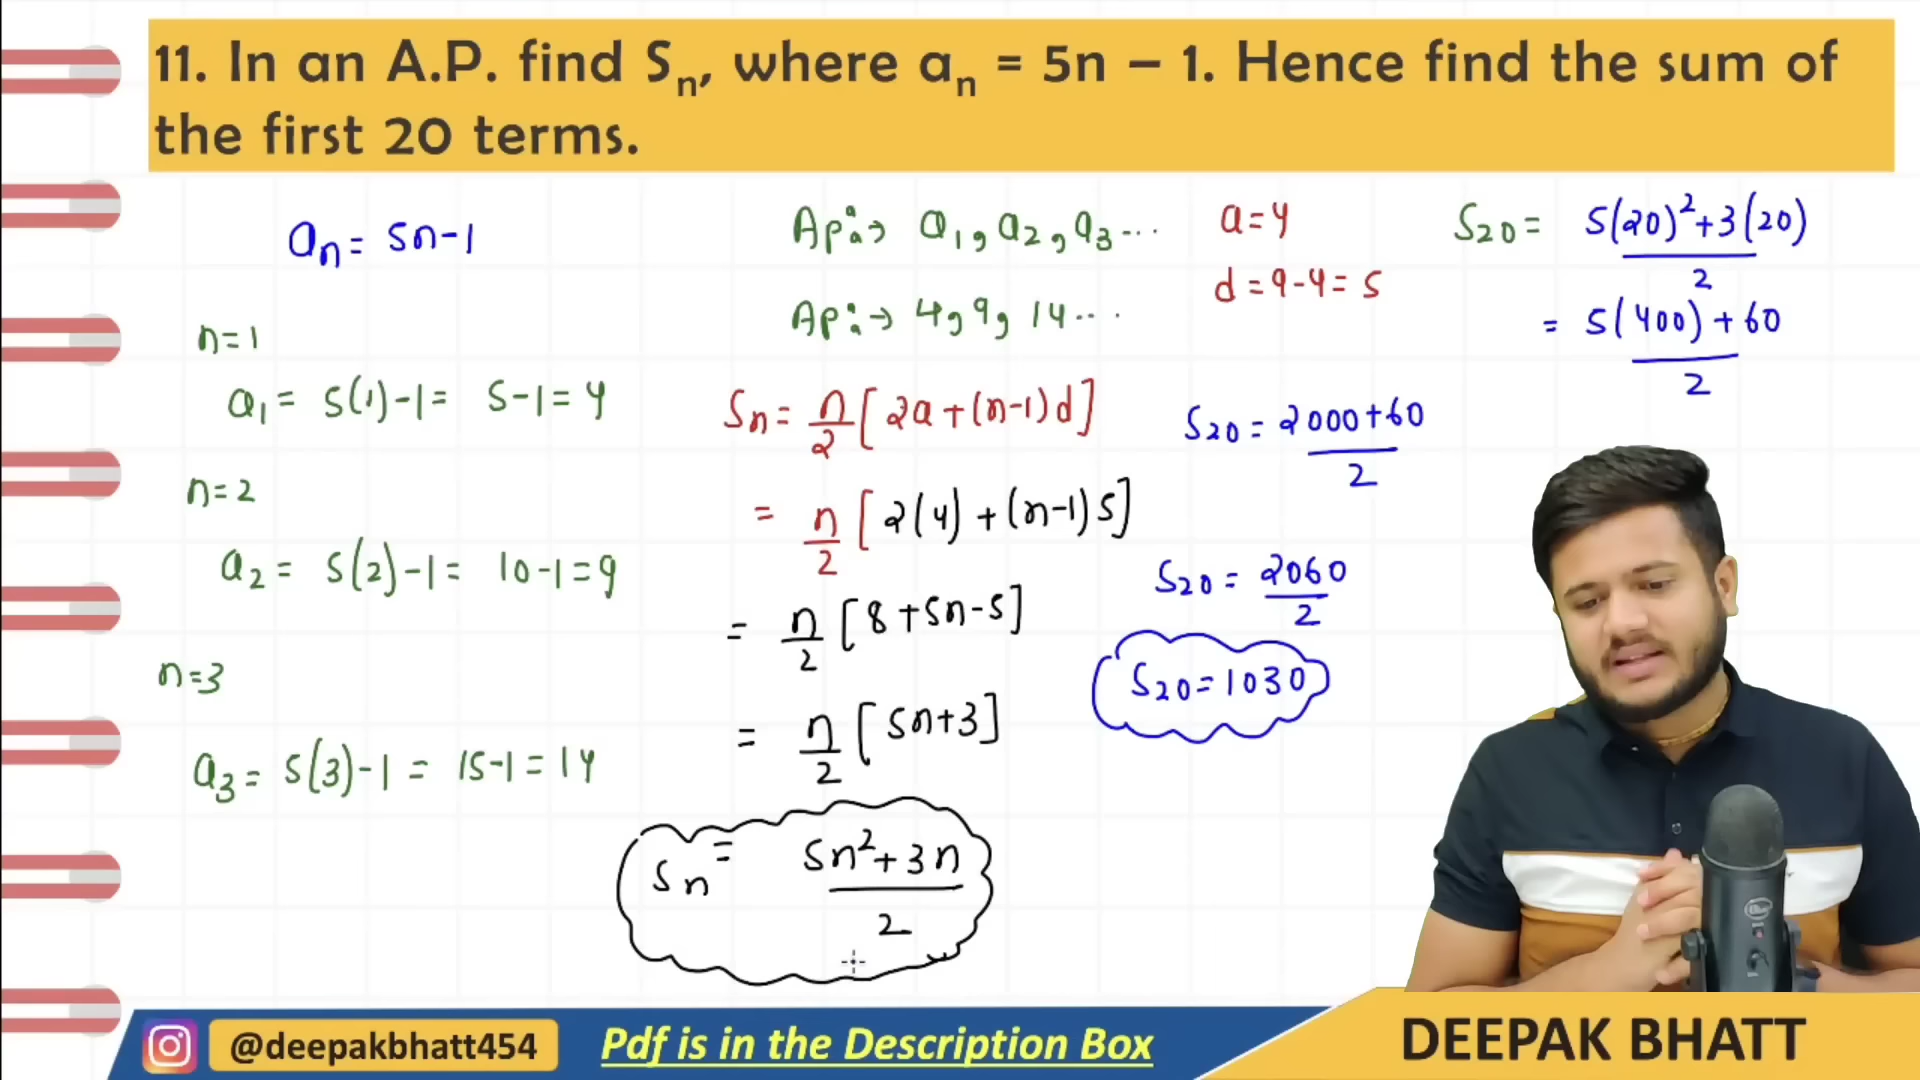 11. In an A.P. find Sn, where an = 5n – 1. Hence find the sum of
the first 20 terms.
an = 5n-1
n=1
a1 = 5(1)-1 = 5-1 = 4
n=2
a2 = 5(2)-1 = 10-1=9
n=3
a3 = 5(3)-1 = 15-1=14
Ap:→ a1, a2, a3...
Ap:→ 4, 9, 14...
a=4
d=9-4=5
Sn = n/2 [2a+(n-1)d]
= n/2 [2(4)+(n-1)5]
= n/2 [8+5n-5]
= n/2 [5n+3]
Sn = 5n²+3n/2
S20 = 5(20)²+3(20)/2
= 5(400)+60/2
S20 = 2000+60/2
S20 = 2060/2
S20=1030
@deepakbhatt454
Pdf is in the Description Box
DEEPAK BHATT